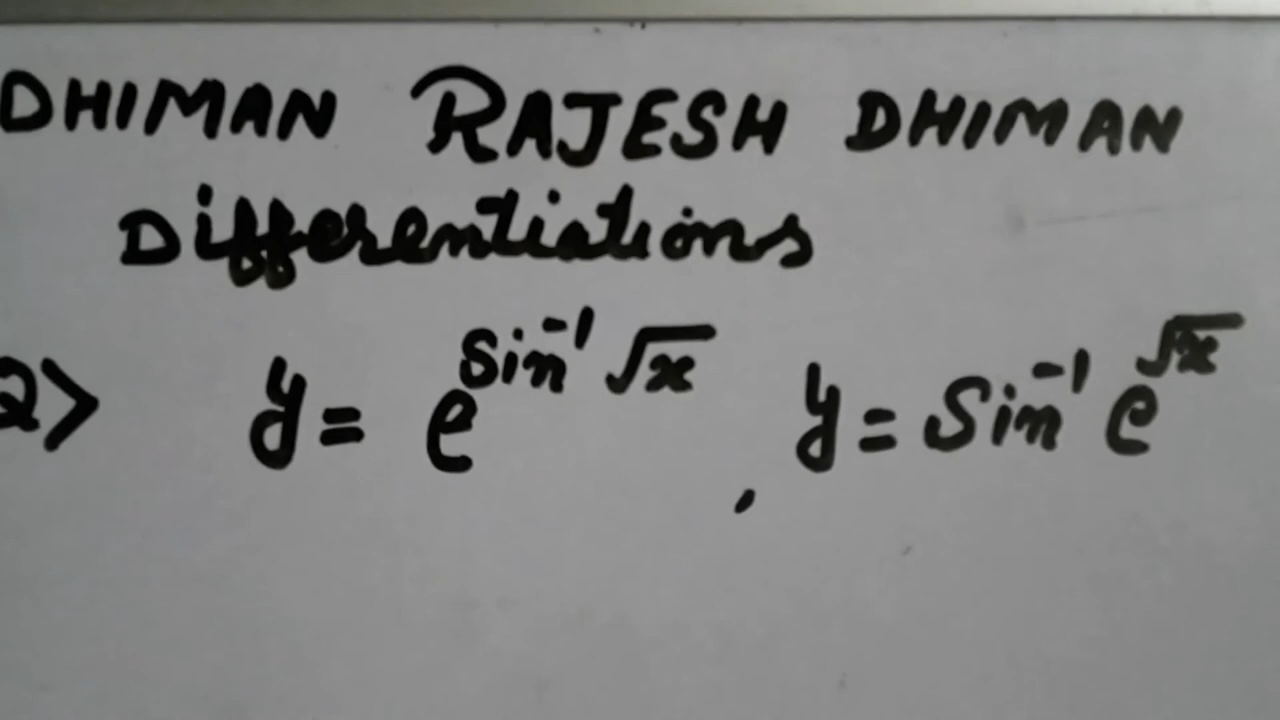 DHIMAN RAJESH DHIMAN
Differentiations
2> y = e^{Sin^{-1} √x} , y = Sin^{-1} e^{√x}